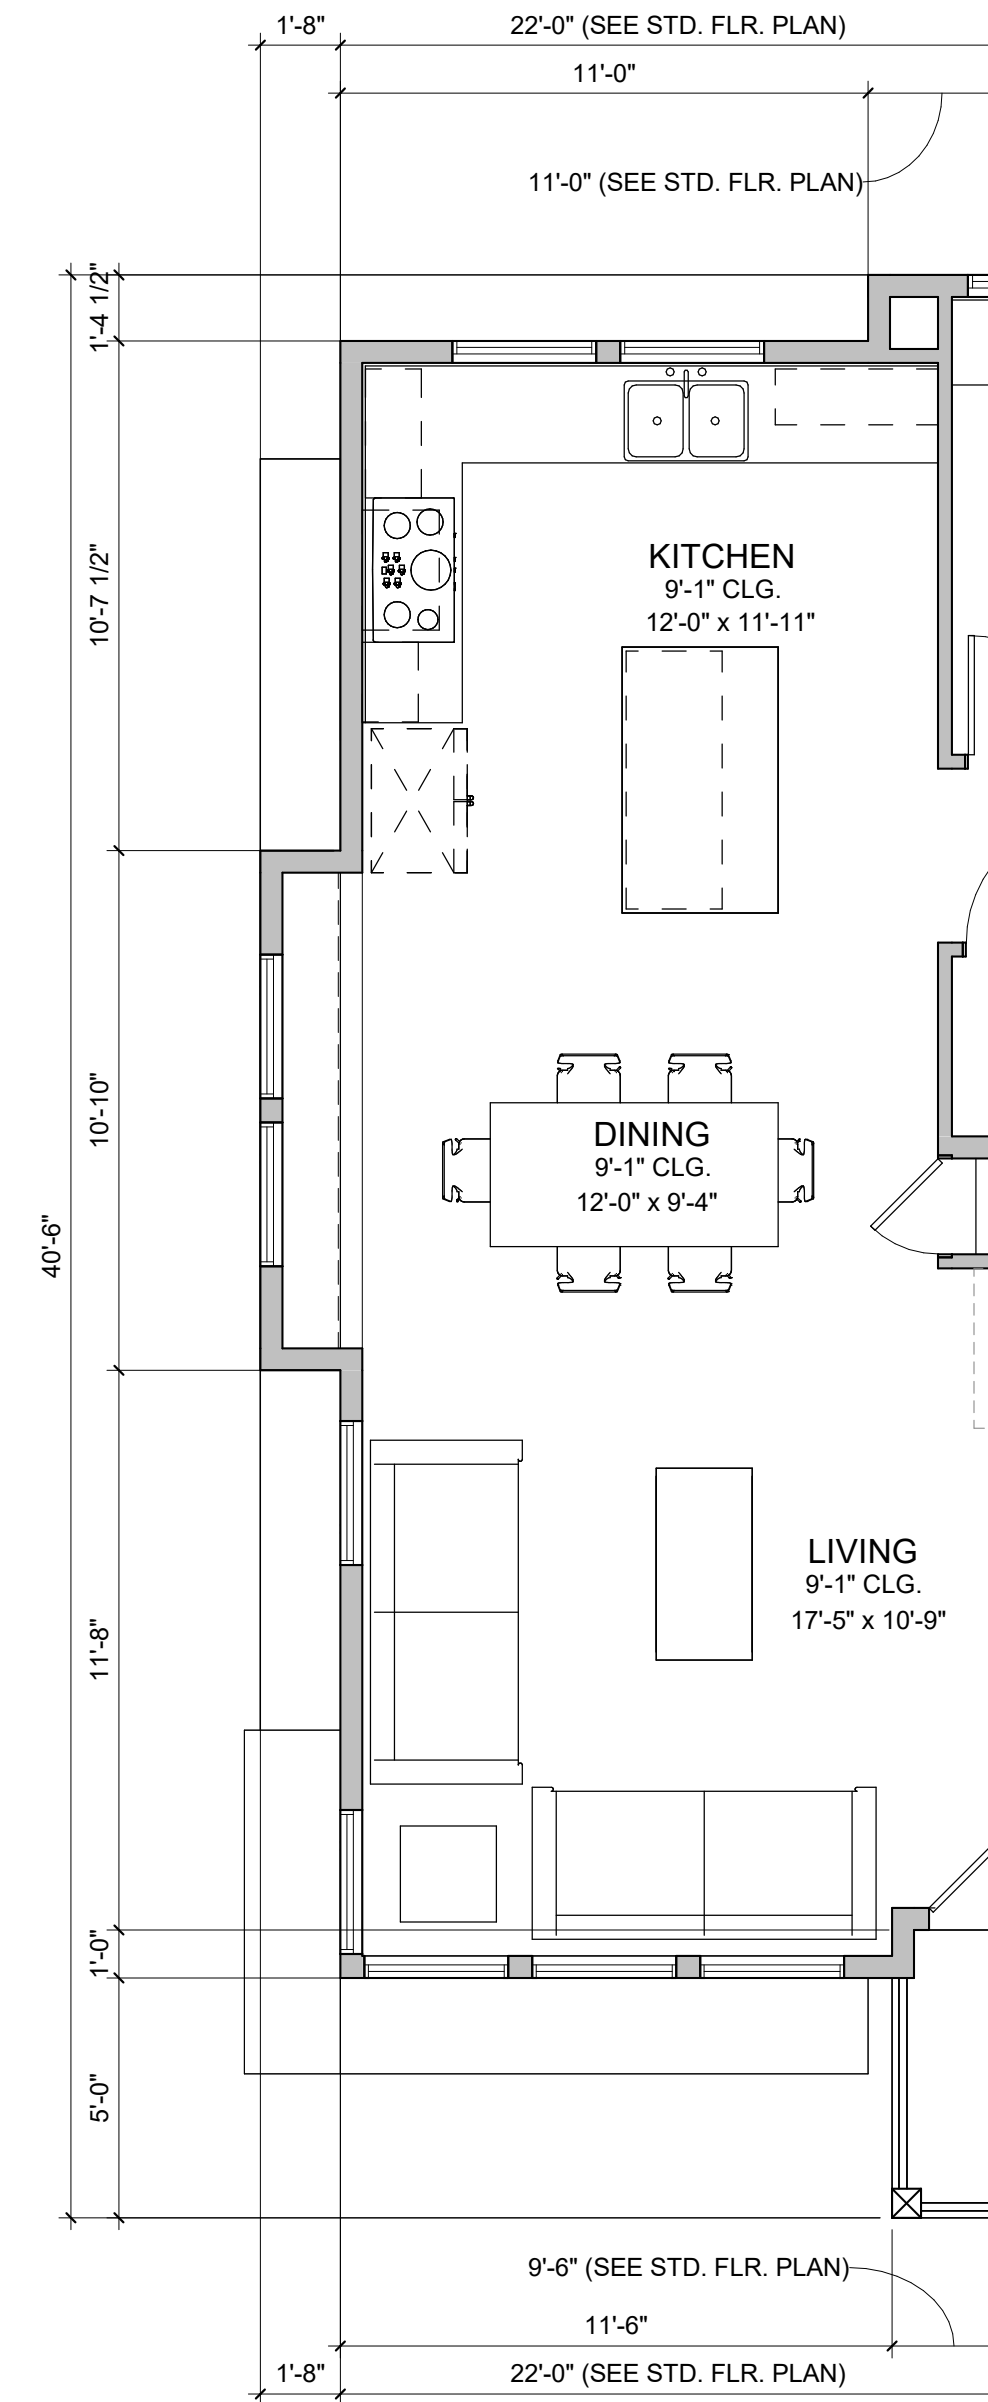 1'-8"
22'-0" (SEE STD. FLR. PLAN)
11'-0"
11'-0" (SEE STD. FLR. PLAN)
1'-4 1/2"
10'-7 1/2"
KITCHEN
9'-1" CLG.
12'-0" x 11'-11"
10'-10"
DINING
9'-1" CLG.
12'-0" x 9'-4"
40'-6"
LIVING
9'-1" CLG.
17'-5" x 10'-9"
11'-8"
1'-0"
5'-0"
9'-6" (SEE STD. FLR. PLAN)
11'-6"
1'-8"
22'-0" (SEE STD. FLR. PLAN)